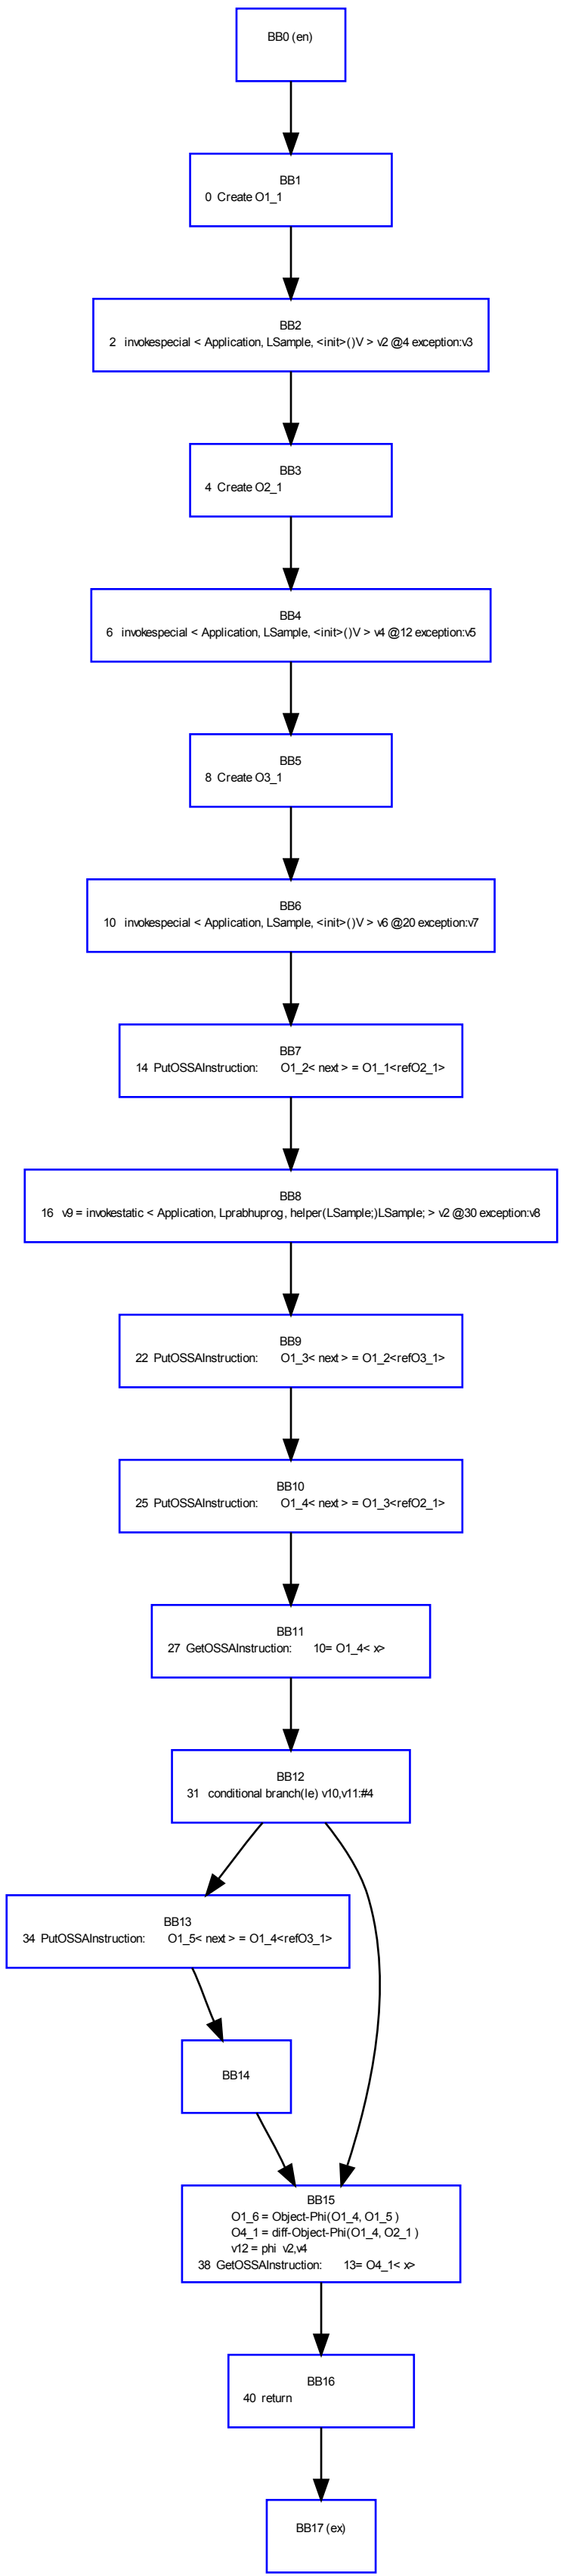 BB0 (en)
BB1
0 Create O1_1
BB2
2 invokespecial < Application, LSample, <init>()V > v2 @4 exception:v3
BB3
4 Create O2_1
BB4
6 invokespecial < Application, LSample, <init>()V > v4 @12 exception:v5
BB5
8 Create O3_1
BB6
10 invokespecial < Application, LSample, <init>()V > v6 @20 exception:v7
BB7
14 PutOSSAInstruction: O1_2< next > = O1_1<refO2_1>
BB8
16 v9 = invokestatic < Application, Lprabhuprog, helper(LSample;)LSample; > v2 @30 exception:v8
BB9
22 PutOSSAInstruction: O1_3< next > = O1_2<refO3_1>
BB10
25 PutOSSAInstruction: O1_4< next > = O1_3<refO2_1>
BB11
27 GetOSSAInstruction: 10= O1_4< x>
BB12
31 conditional branch(le) v10,v11:#4
BB13
34 PutOSSAInstruction: O1_5< next > = O1_4<refO3_1>
BB14
BB15
O1_6 = Object-Phi(O1_4, O1_5 )
O4_1 = diff-Object-Phi(O1_4, O2_1 )
v12 = phi v2,v4
38 GetOSSAInstruction: 13= O4_1< x>
BB16
40 return
BB17 (ex)